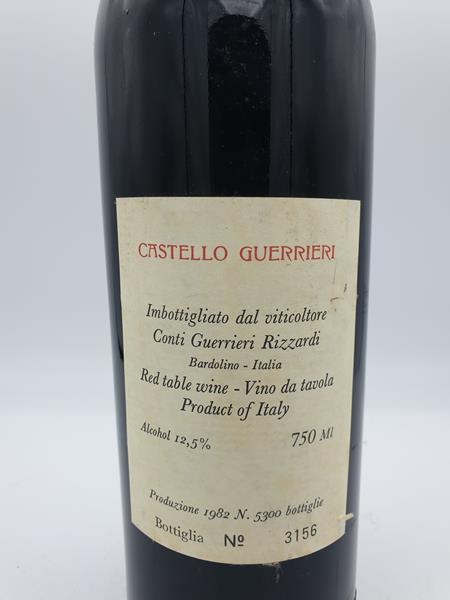 CASTELLO GUERRIERI
Imbottigliato dal viticoltore
Conti Guerrieri Rizzardi
Bardolino - Italia
Red table wine - Vino da tavola
Product of Italy
Alcohol 12,5% 750 Ml
Produzione 1982 N. 5300 bottiglie
Bottiglia Nº 3156